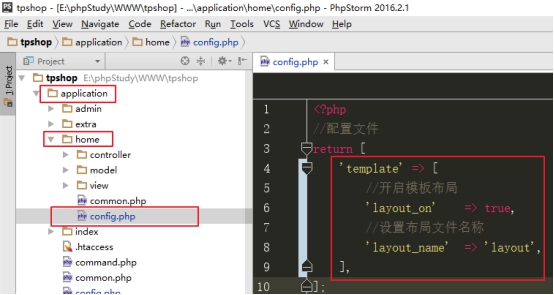 tpshop - [E:\phpStudy\WWW\tpshop] - ...\application\home\config.php - PhpStorm 2016.2.1
File Edit View Navigate Code Refactor Run Tools VCS Window Help
tpshop application home config.php
Project
config.php
1: Project
tpshop E:\phpStudy\WWW\tpshop
application
admin
extra
home
controller
model
view
common.php
config.php
index
.htaccess
command.php
common.php
config.php
1 <?php
2 //配置文件
3 return [
4 'template' => [
5 //开启模板布局
6 'layout_on' => true,
7 //设置布局文件名称
8 'layout_name' => 'layout',
9 ],
10 ];